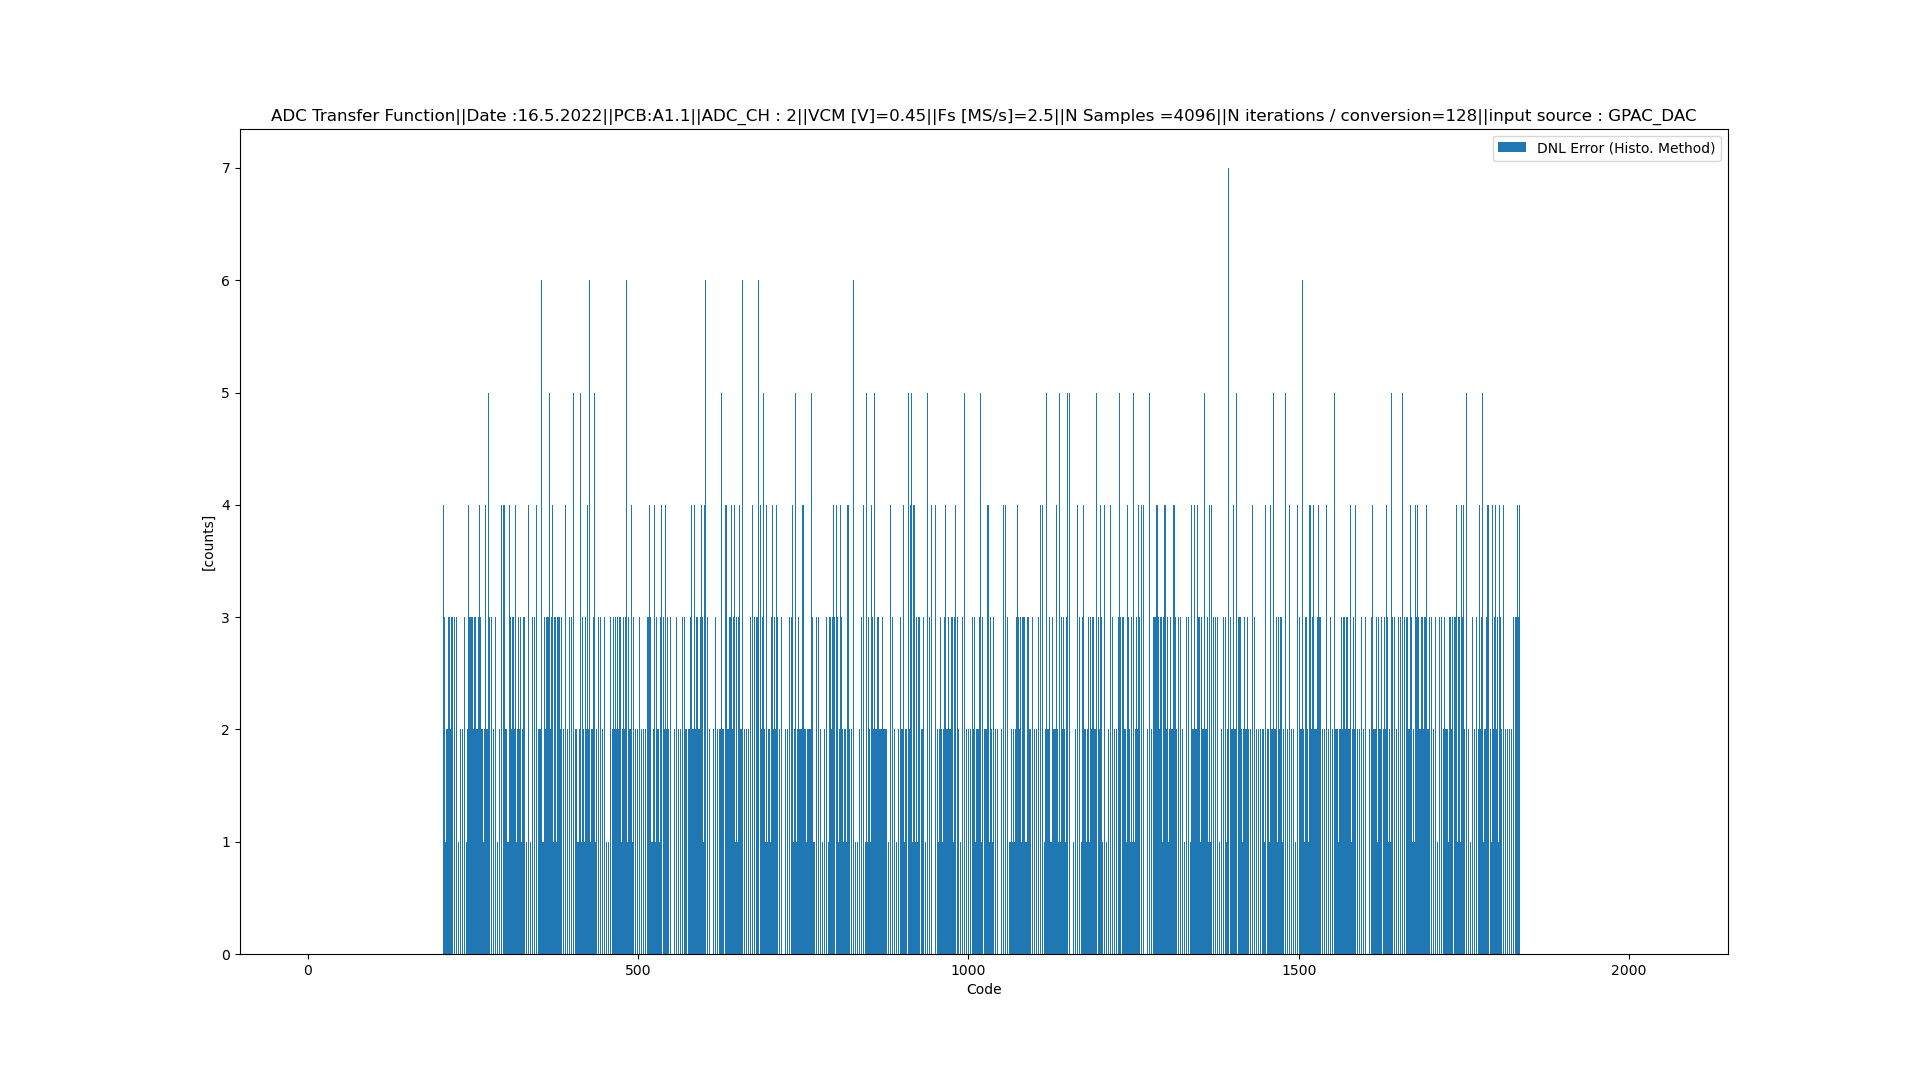 ADC Transfer Function||Date :16.5.2022||PCB:A1.1||ADC_CH : 2||VCM [V]=0.45||Fs [MS/s]=2.5||N Samples =4096||N iterations / conversion=128||input source : GPAC_DAC
DNL Error (Histo. Method)
7
6
5
4
3
2
1
0
[counts]
0 500 1000 1500 2000
Code